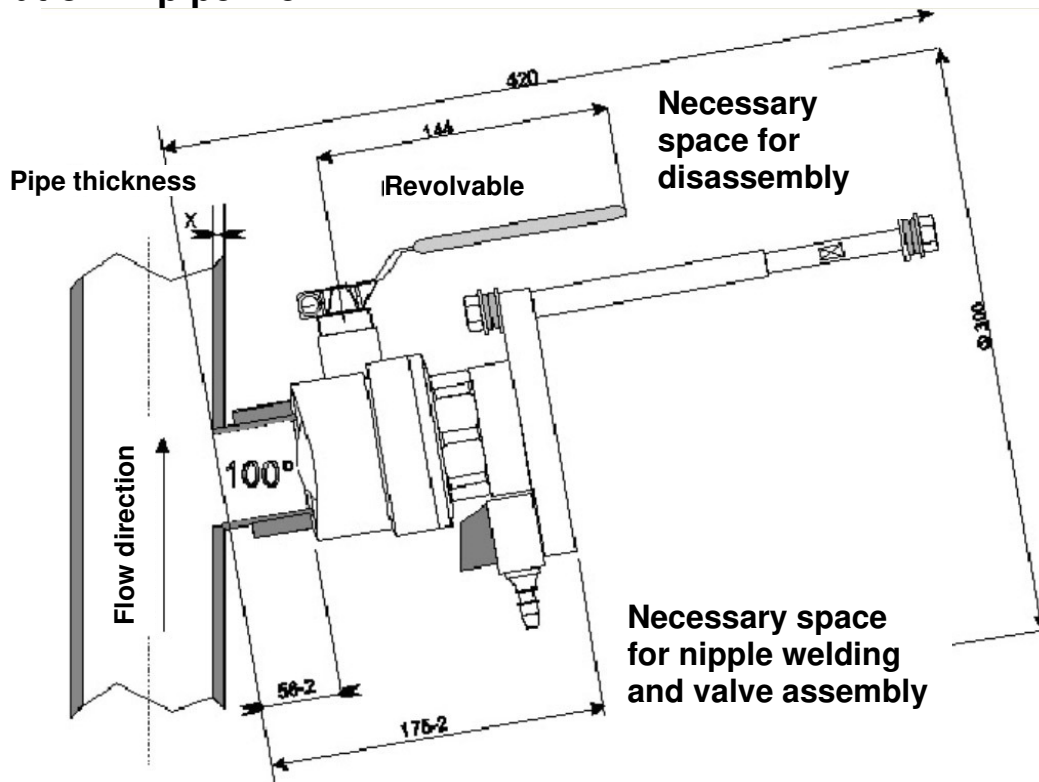 420
144
Necessary
space for
disassembly
Pipe thickness
Revolvable
X
Φ 300
100°
Flow direction
Necessary space
for nipple welding
and valve assembly
56-2
175-2